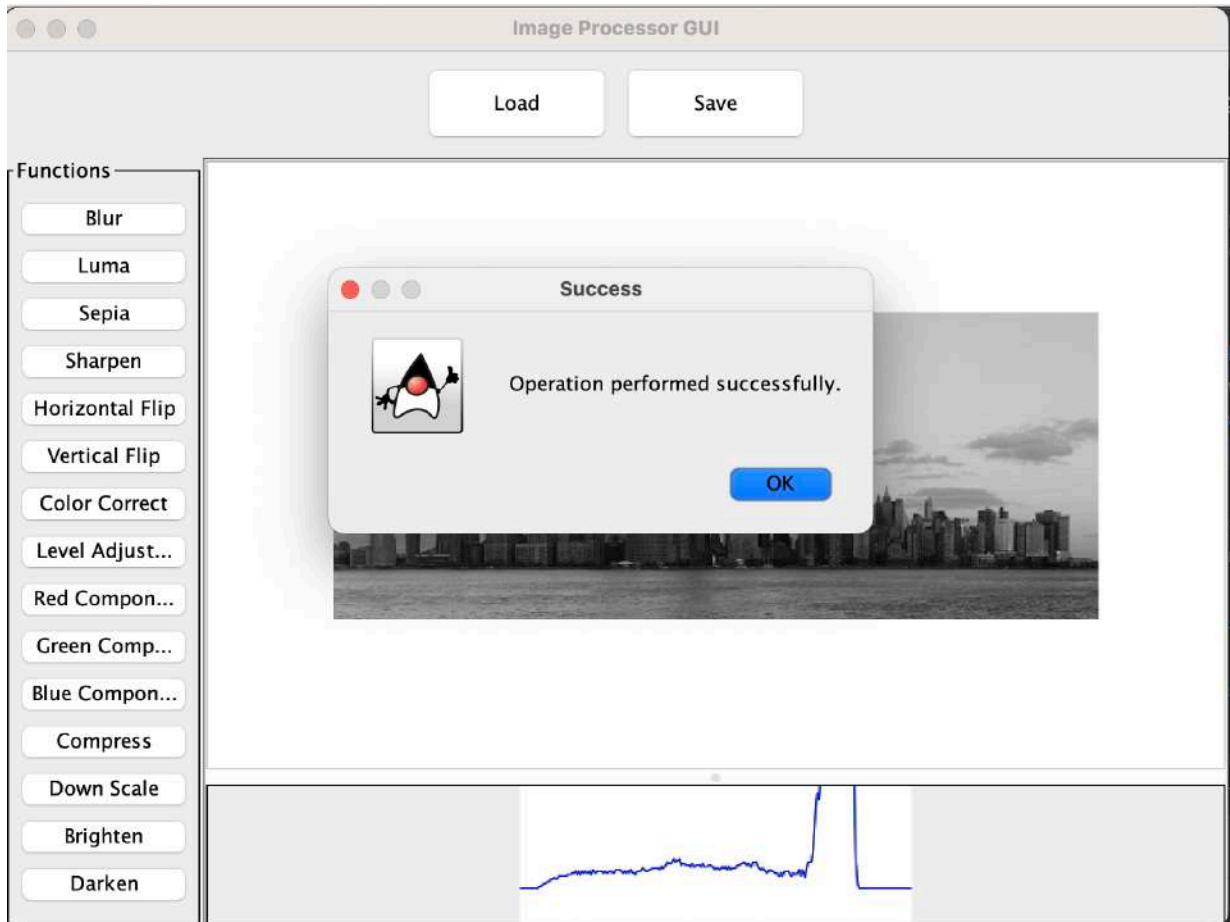 Image Processor GUI
Load
Save
Functions
Blur
Luma
Sepia
Sharpen
Horizontal Flip
Vertical Flip
Color Correct
Level Adjust...
Red Compon...
Green Comp...
Blue Compon...
Compress
Down Scale
Brighten
Darken
Success
Operation performed successfully.
OK